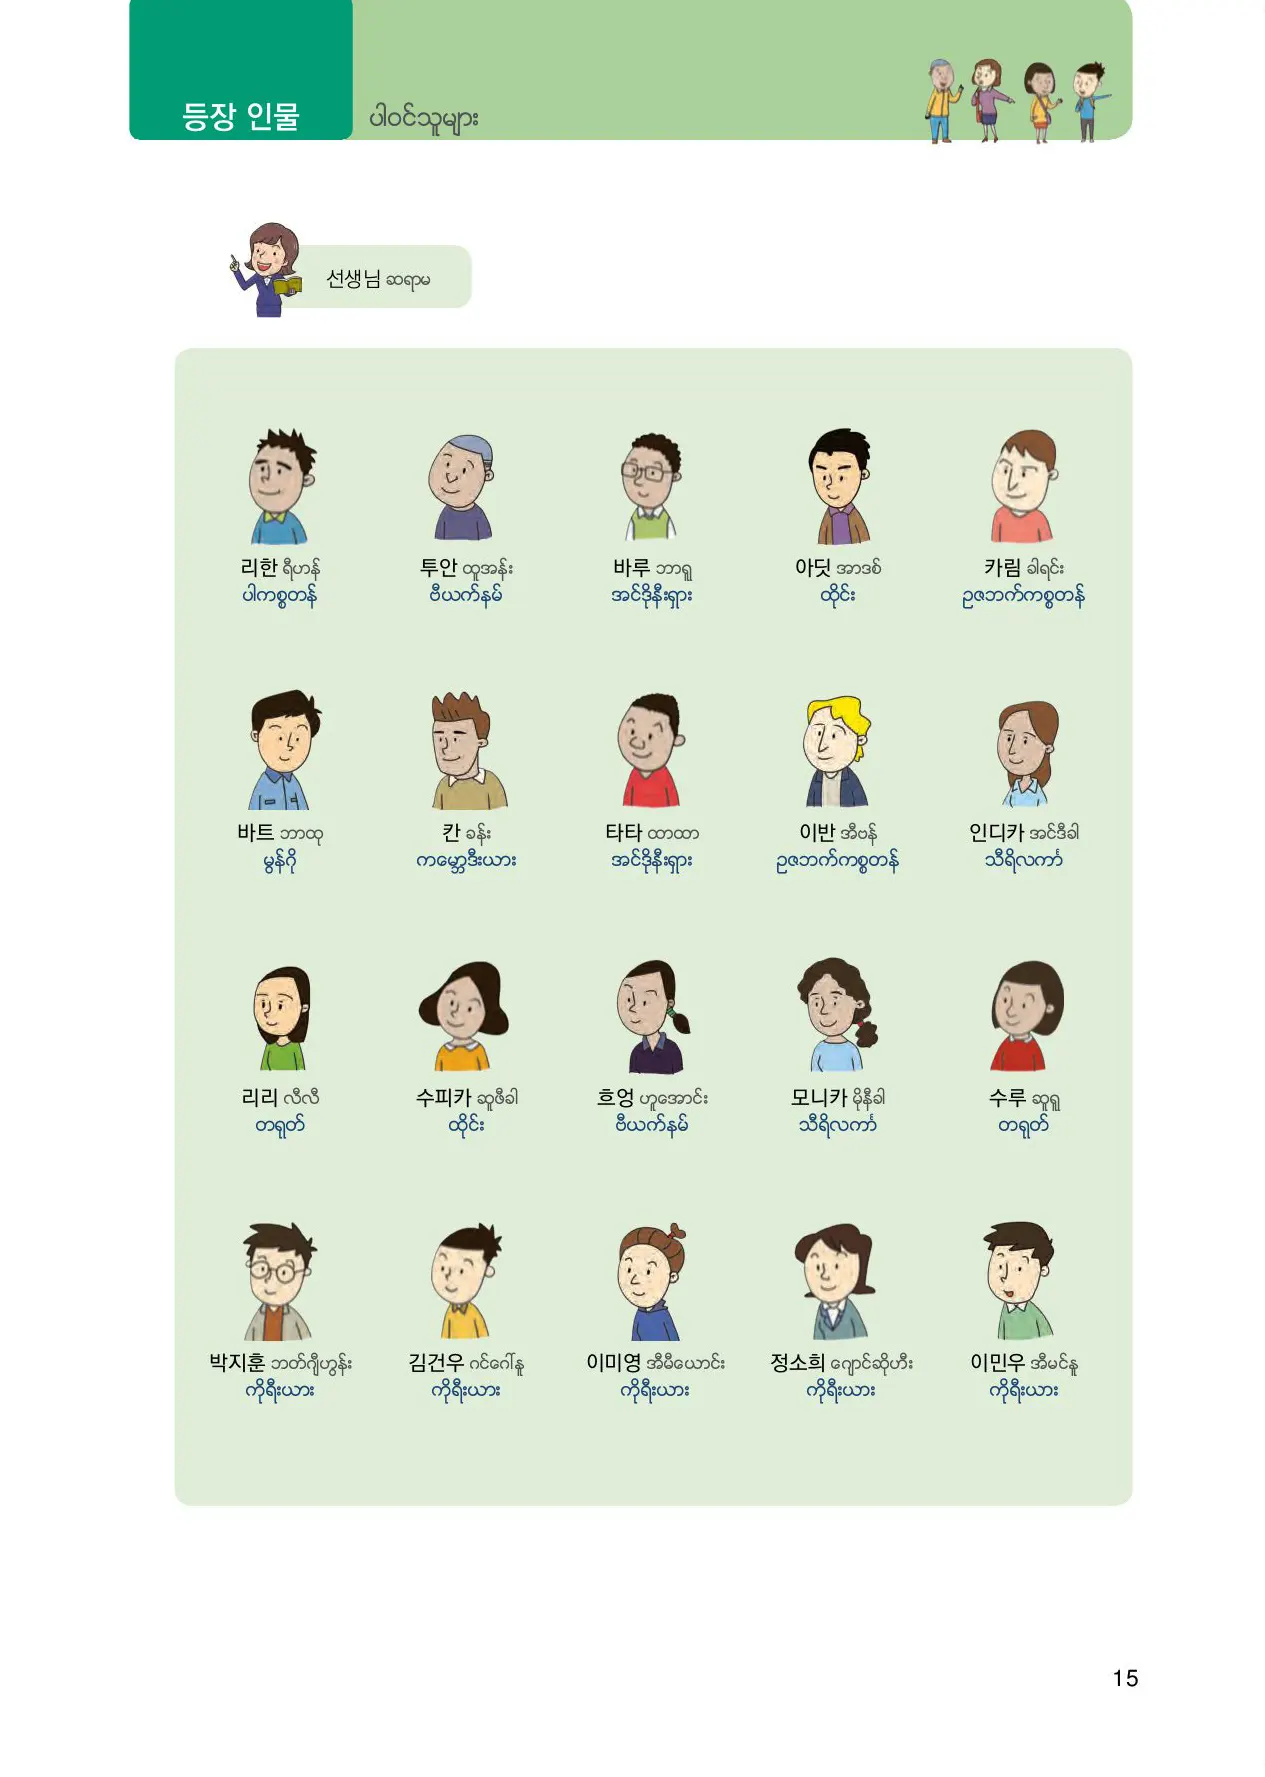 등장 인물 ပါဝင်သူများ
선생님 ဆရာမ
리한 ရီဟန် 투안 ထူအန်း 바루 ဘာရူ 아딧 အာဒစ် 카림 ခါရင်း
ပါကစ္စတန် ဗီယက်နမ် အင်ဒိုနီးရှား ထိုင်း ဥဇဘက်ကစ္စတန်
바트 ဘာထု 칸 ခန်း 타타 ထာထာ 이반 အီဗန် 인디카 အင်ဒီခါ
မွန်ဂို ကမ္ဘောဒီးယား အင်ဒိုနီးရှား ဥဇဘက်ကစ္စတန် သီရိလင်္ကာ
리리 လီလီ 수피카 ဆူဖီခါ 흐엉 ဟူအောင်း 모니카 မိုနီခါ 수루 ဆူရူ
တရုတ် ထိုင်း ဗီယက်နမ် သီရိလင်္ကာ တရုတ်
박지훈 ဘတ်ဂျီဟွန်း 김건우 ဂင်ဂေါ်နူ 이미영 အီမီယောင်း 정소희 ဂျောင်ဆိုဟီး 이민우 အီမင်နူ
ကိုရီးယား ကိုရီးယား ကိုရီးယား ကိုရီးယား ကိုရီးယား
15